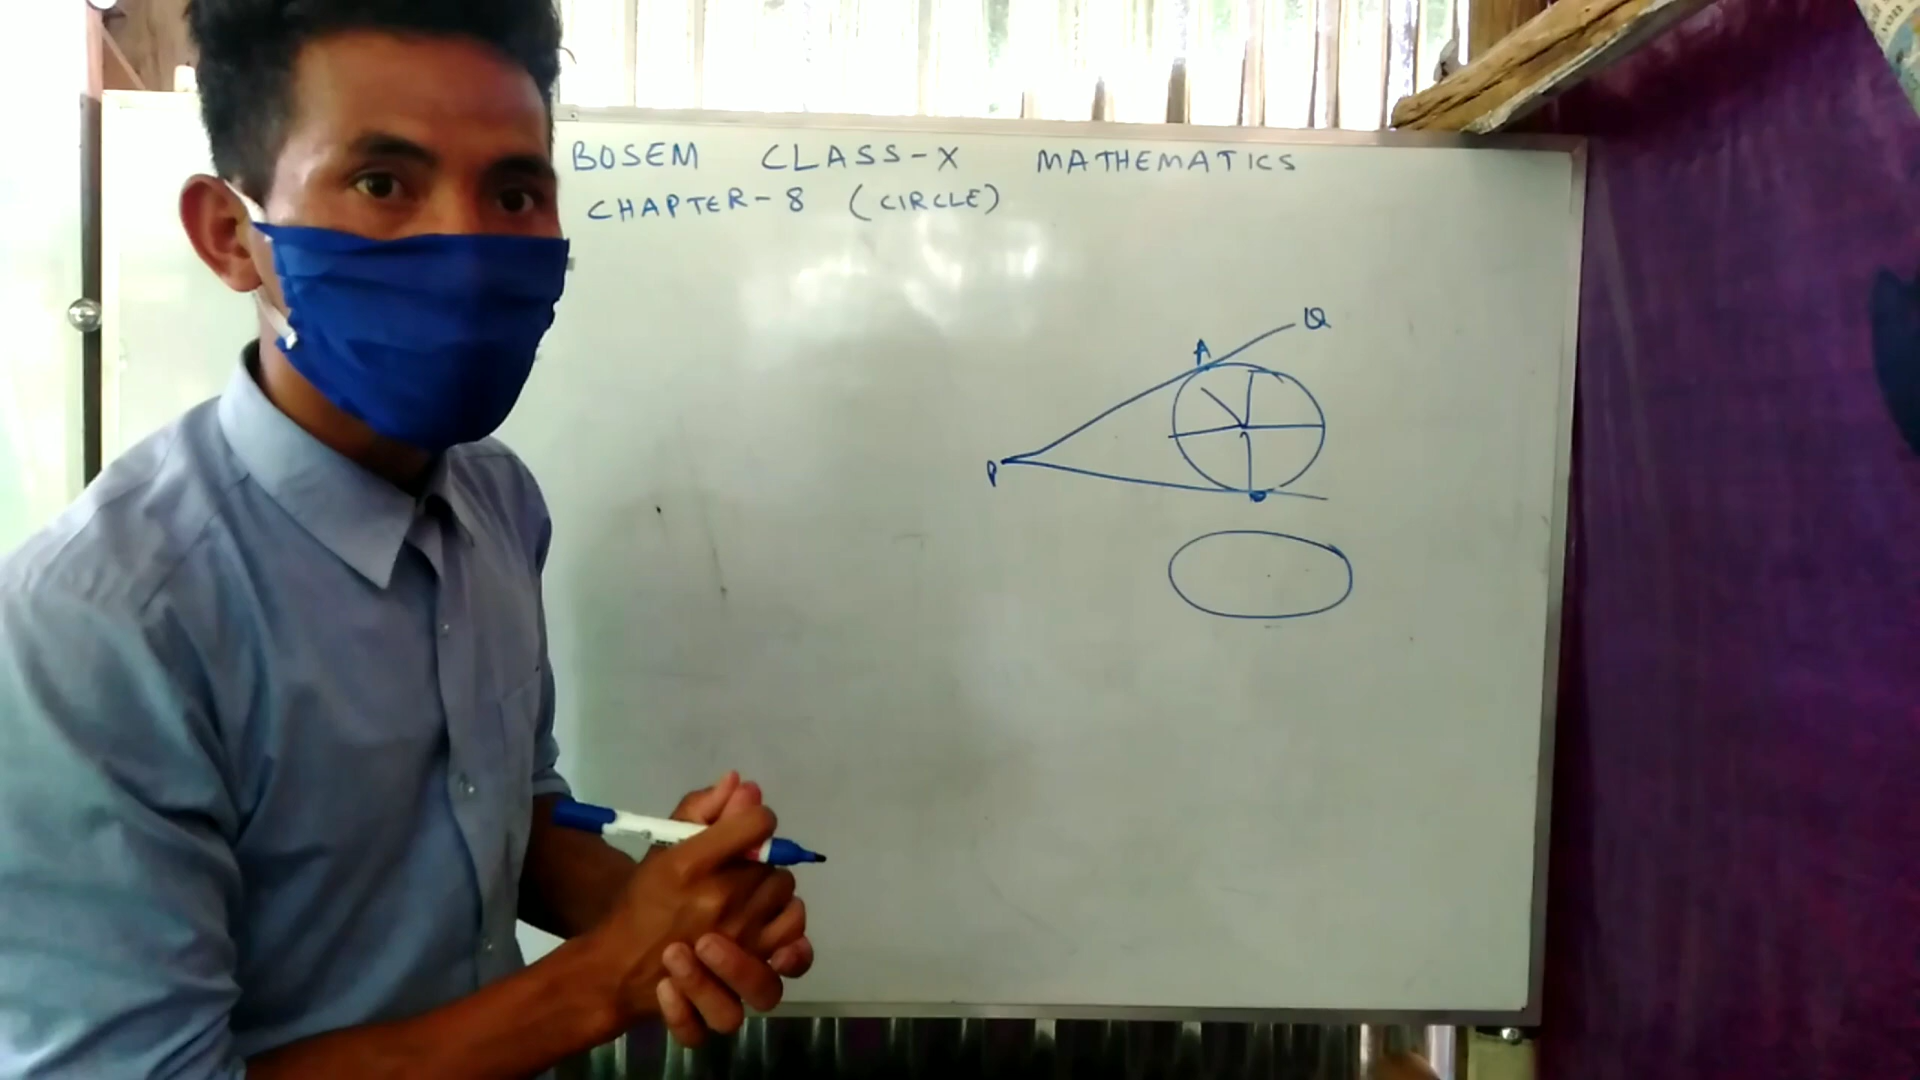 BOSEM CLASS-X MATHEMATICS
CHAPTER-8 (CIRCLE)
Q
A
P